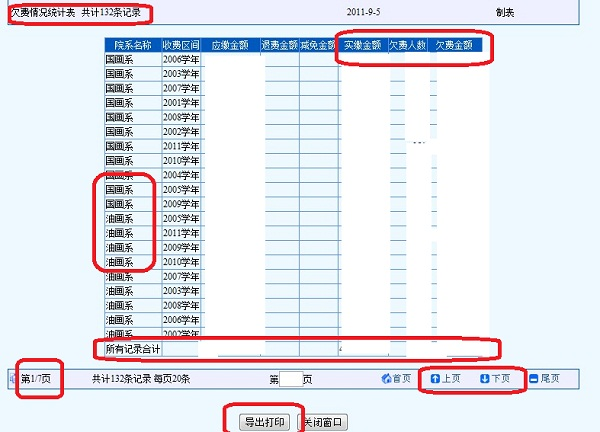 欠费情况统计表 共计132条记录 2011-9-5 制表
院系名称 收费区间 应缴金额 退费金额 减免金额 实缴金额 欠费人数 欠费金额
国画系 2006学年
国画系 2003学年
国画系 2007学年
国画系 2001学年
国画系 2008学年
国画系 2002学年
国画系 2011学年
国画系 2010学年
国画系 2004学年
国画系 2005学年
国画系 2009学年
油画系 2005学年
油画系 2011学年
油画系 2009学年
油画系 2010学年
油画系 2007学年
油画系 2003学年
油画系 2008学年
油画系 2006学年
油画系 2002学年
所有记录合计
第1/7页 共计132条记录 每页20条 第 页 首页 上页 下页 尾页
导出打印 关闭窗口